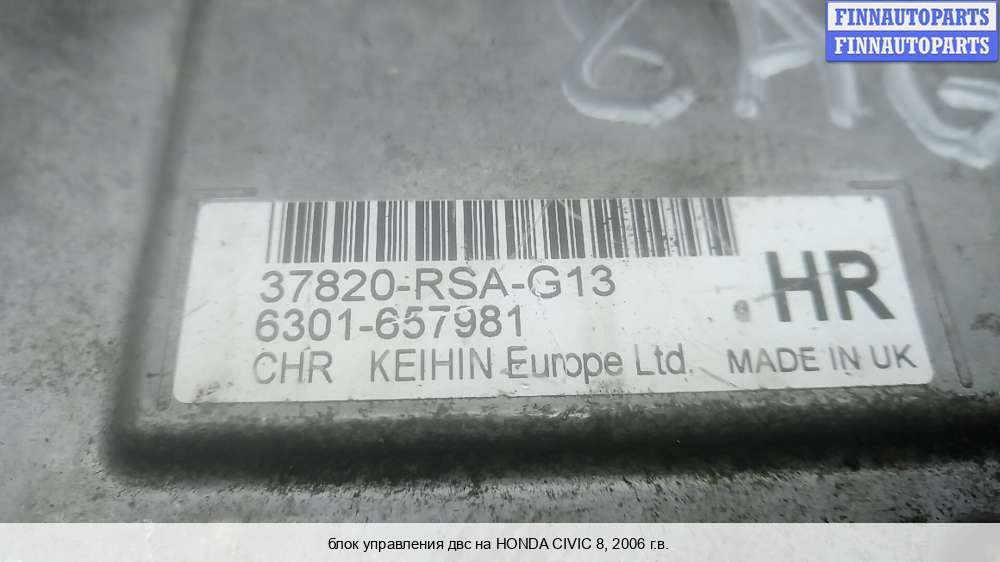 FINNAUTOPARTS
FINNAUTOPARTS
37820-RSA-G13
6301-657981
HR
CHR KEIHIN Europe Ltd. MADE IN UK
блок управления двс на HONDA CIVIC 8, 2006 г.в.